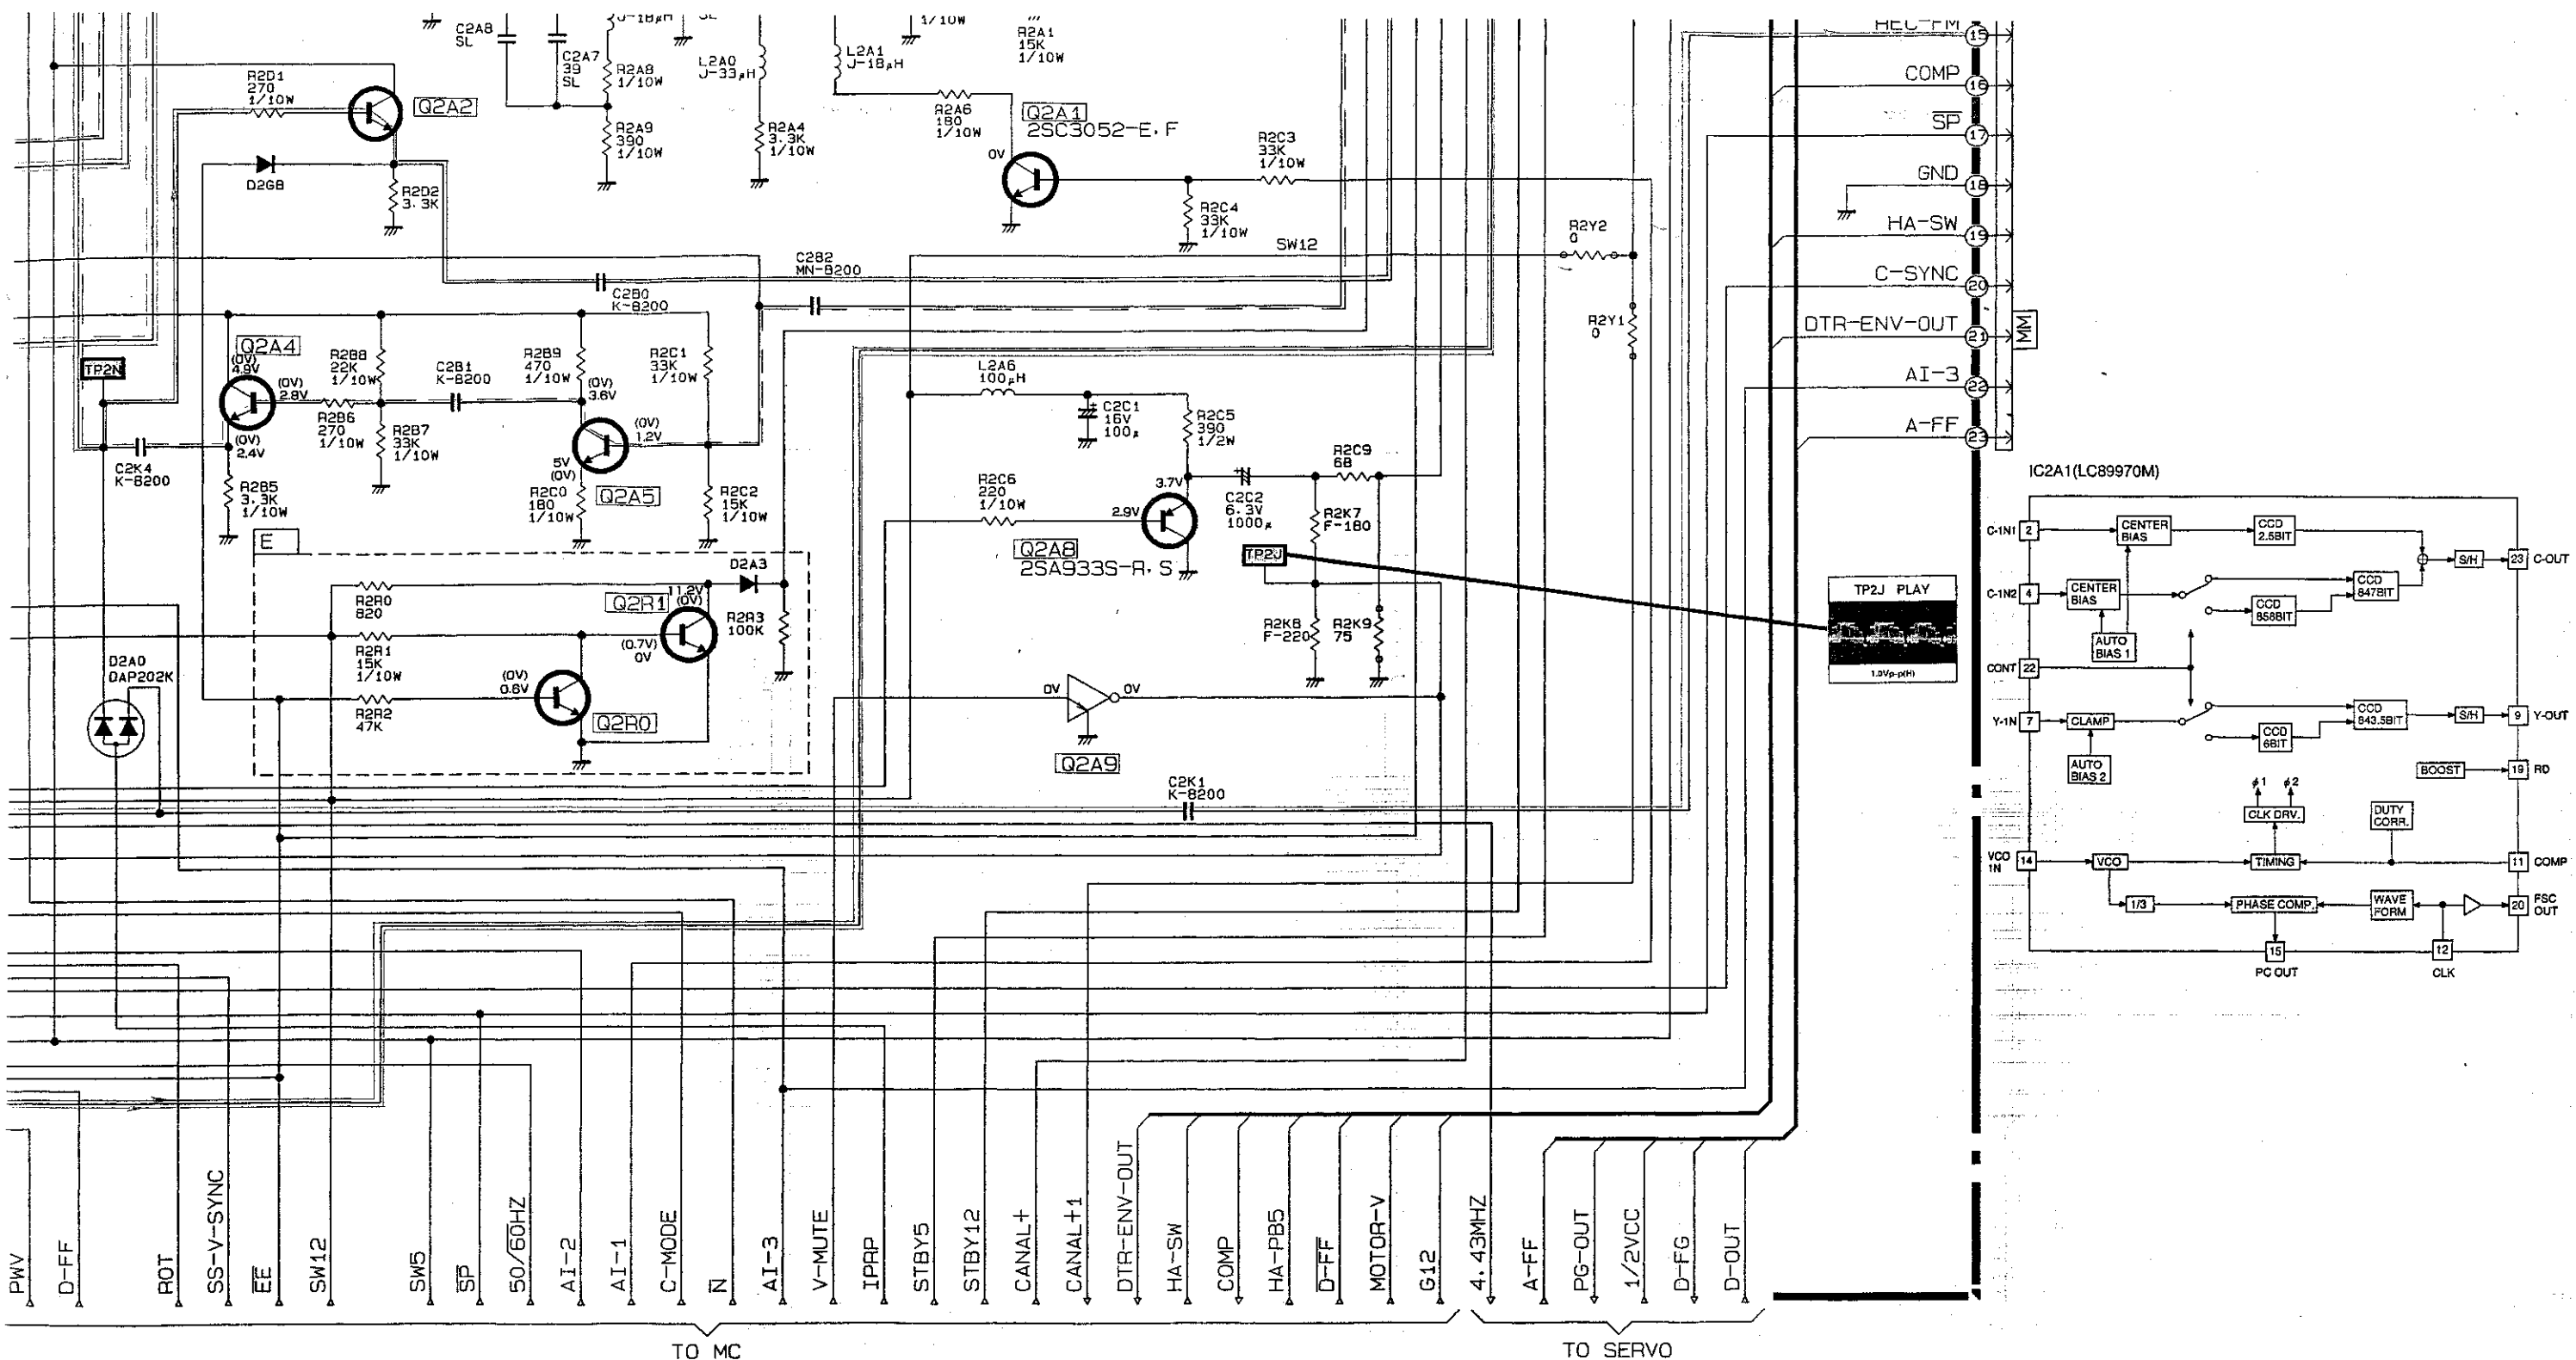 C2A8
SL
C2A7
39
SL
J-18μH
SL
R2A8
1/10W
R2A9
390
1/10W
L2A0
J-33μH
R2A4
3.3K
1/10W
L2A1
J-18μH
1/10W
R2A6
180
1/10W
R2A1
15K
1/10W
Q2A1
2SC3052-E,F
0V
R2C3
33K
1/10W
R2C4
33K
1/10W
R2D1
270
1/10W
Q2A2
D2G8
R2D2
3.3K
SW12
R2Y2
0
R2Y1
0
C2B2
MN-B200
C2B0
K-B200
TP2N
Q2A4
(0V)
4.9V
(0V)
2.8V
(0V)
2.4V
R2B8
22K
1/10W
R2B6
270
1/10W
R2B7
33K
1/10W
C2B1
K-B200
R2B9
470
1/10W
(0V)
3.6V
R2C1
33K
1/10W
(0V)
1.2V
5V
(0V)
R2C0
180
1/10W
Q2A5
R2C2
15K
1/10W
C2K4
K-B200
R2B5
3.3K
1/10W
L2A6
100μH
C2C1
16V
100μ
R2C5
390
1/2W
R2C6
220
1/10W
3.7V
2.9V
Q2A8
2SA933S-R,S
C2C2
6.3V
1000μ
R2C9
68
R2K7
F-180
TP2J
R2K8
F-220
R2K9
75
E
R2R0
820
R2R1
15K
1/10W
R2R2
47K
Q2R1
11.2V
(0V)
(0.7V)
0V
D2A3
R2R3
100K
(0V)
0.6V
Q2R0
D2A0
DAP202K
0V
0V
Q2A9
C2K1
K-B200
TP2J PLAY
1.0Vp-p(H)
REC-FM
15
COMP
16
SP
17
GND
18
HA-SW
19
C-SYNC
20
DTR-ENV-OUT
21
AI-3
22
A-FF
23
MM
IC2A1(LC89970M)
C-1N1
2
CENTER
BIAS
CCD
2.5BIT
S/H
23
C-OUT
C-1N2
4
CENTER
BIAS
CCD
847BIT
CCD
858BIT
AUTO
BIAS 1
CONT
22
Y-1N
7
CLAMP
CCD
843.5BIT
S/H
9
Y-OUT
CCD
6BIT
AUTO
BIAS 2
BOOST
19
RD
φ1
φ2
CLK DRV.
DUTY
CORR.
VCO
1N
14
VCO
TIMING
11
COMP
1/3
PHASE COMP.
WAVE
FORM
20
FSC
OUT
15
PC OUT
12
CLK
PWV
D-FF
ROT
SS-V-SYNC
EE
SW12
SW5
SP
50/60HZ
AI-2
AI-1
C-MODE
N
AI-3
V-MUTE
IPRP
STBY5
STBY12
CANAL+
CANAL+1
DTR-ENV-OUT
HA-SW
COMP
HA-PB5
D-FF
MOTOR-V
G12
4.43MHZ
A-FF
PG-OUT
1/2VCC
D-FG
D-OUT
TO MC
TO SERVO